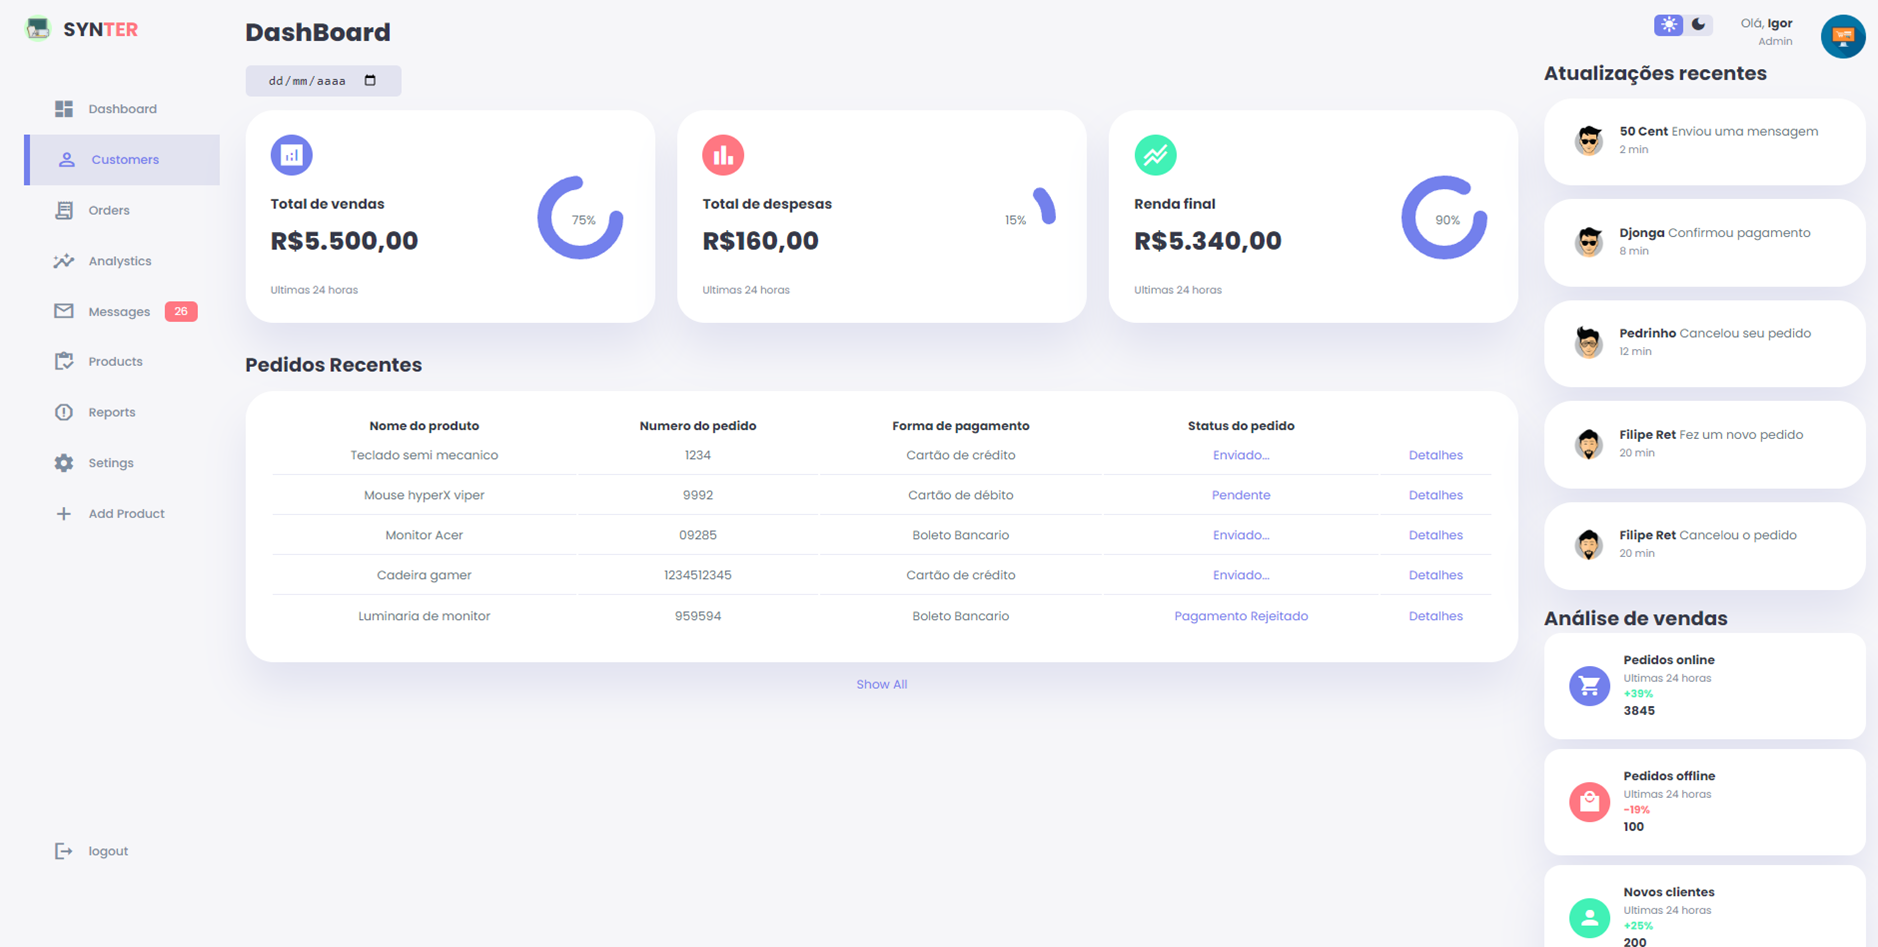 SYNTER
Dashboard
Customers
Orders
Analystics
Messages 26
Products
Reports
Setings
Add Product
logout
DashBoard
dd/mm/aaaa
Total de vendas
R$5.500,00
75%
Ultimas 24 horas
Total de despesas
R$160,00
15%
Ultimas 24 horas
Renda final
R$5.340,00
90%
Ultimas 24 horas
Pedidos Recentes
Nome do produto Numero do pedido Forma de pagamento Status do pedido
Teclado semi mecanico 1234 Cartão de crédito Enviado... Detalhes
Mouse hyperX viper 9992 Cartão de débito Pendente Detalhes
Monitor Acer 09285 Boleto Bancario Enviado... Detalhes
Cadeira gamer 1234512345 Cartão de crédito Enviado... Detalhes
Luminaria de monitor 959594 Boleto Bancario Pagamento Rejeitado Detalhes
Show All
Olá, Igor
Admin
Atualizações recentes
50 Cent Enviou uma mensagem
2 min
Djonga Confirmou pagamento
8 min
Pedrinho Cancelou seu pedido
12 min
Filipe Ret Fez um novo pedido
20 min
Filipe Ret Cancelou o pedido
20 min
Análise de vendas
Pedidos online
Ultimas 24 horas
+39%
3845
Pedidos offline
Ultimas 24 horas
-19%
100
Novos clientes
Ultimas 24 horas
+25%
200